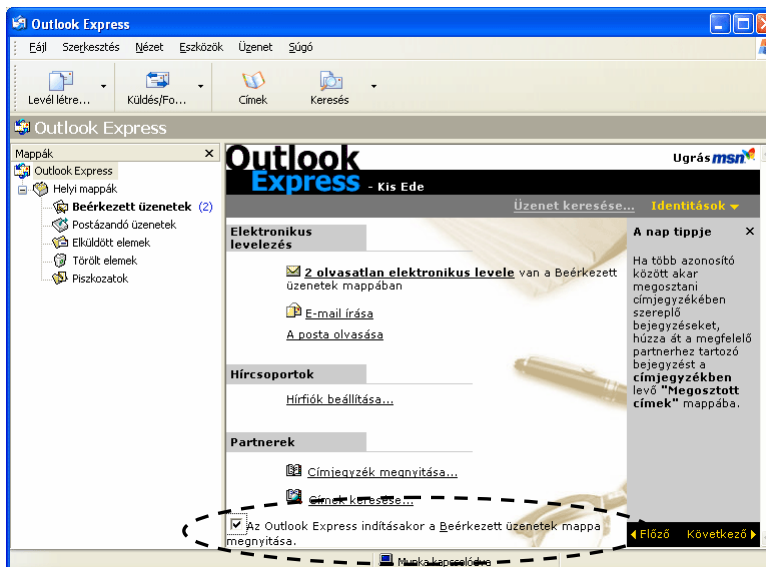 Outlook Express
Fájl Szerkesztés Nézet Eszközök Üzenet Súgó
Levél létre... Küldés/Fo... Címek Keresés
Outlook Express
Mappák
Outlook Express
Helyi mappák
Beérkezett üzenetek (2)
Postázandó üzenetek
Elküldött elemek
Törölt elemek
Piszkozatok
Outlook
Express - Kis Ede
Ugrás msn
Üzenet keresése... Identitások
Elektronikus
levelezés
2 olvasatlan elektronikus levele van a Beérkezett
üzenetek mappában
E-mail írása
A posta olvasása
Hírcsoportok
Hírfiók beállítása...
Partnerek
Címjegyzék megnyitása...
Címek keresése...
Az Outlook Express indításakor a Beérkezett üzenetek mappa
megnyitása.
A nap tippje
Ha több azonosító
között akar
megosztani
címjegyzékében
szereplő
bejegyzéseket,
húzza át a megfelelő
partnerhez tartozó
bejegyzést a
címjegyzékben
levő "Megosztott
címek" mappába.
Előző Következő
Munka kapcsolódva